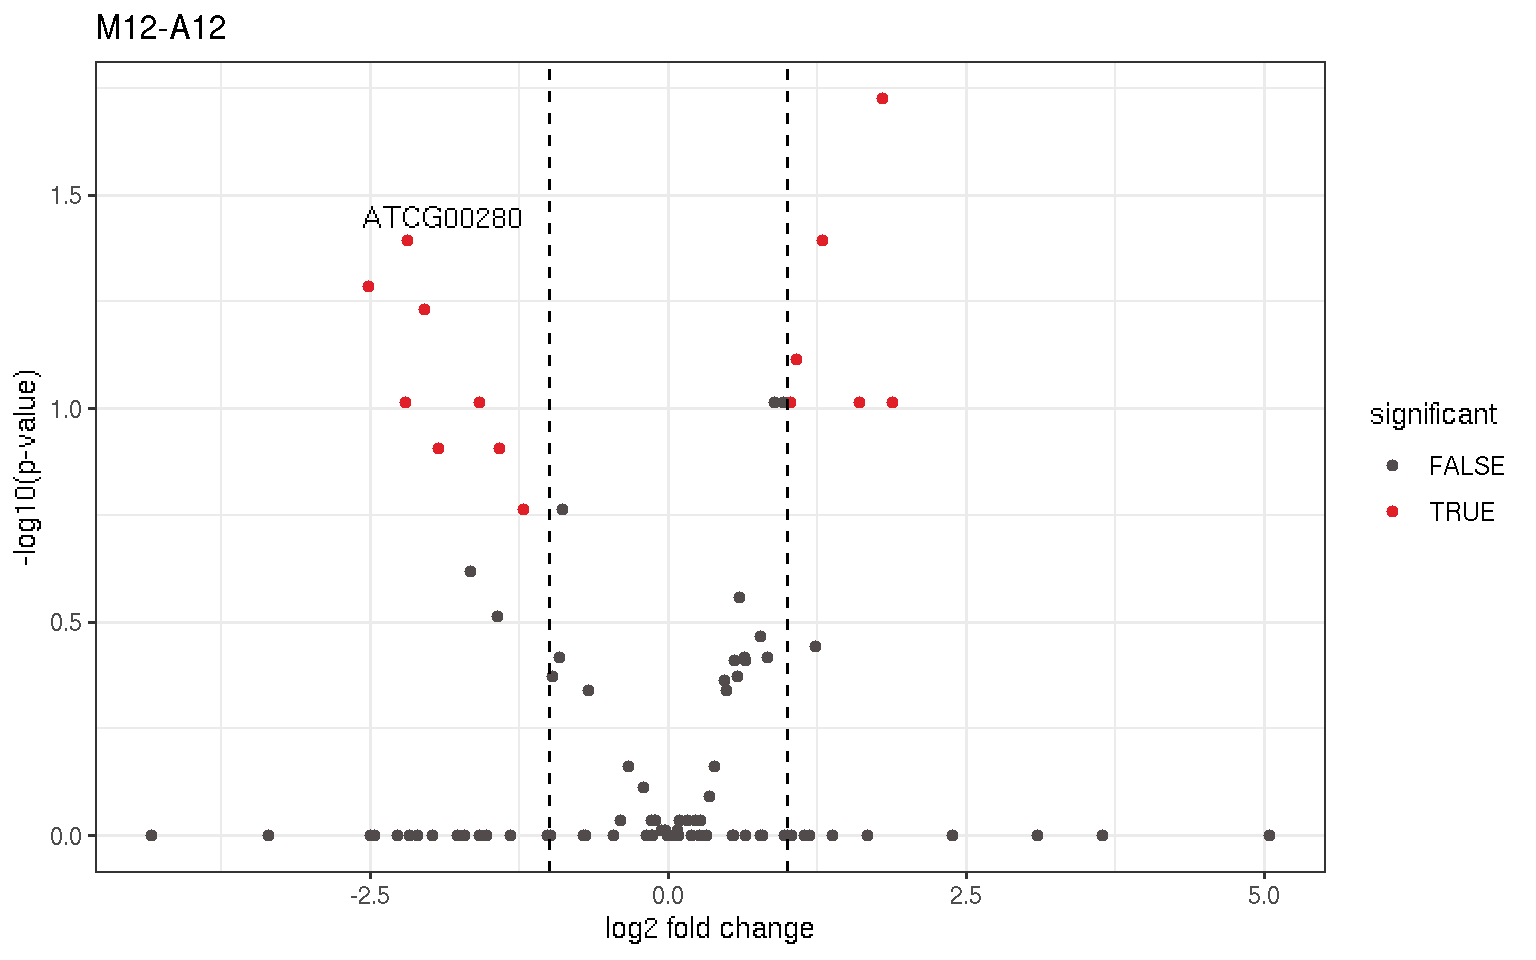 M12-A12
ATCG00280
1.5
1.0
0.5
0.0
-log10(p-value)
-2.5
0.0
2.5
5.0
log2 fold change
significant
FALSE
TRUE